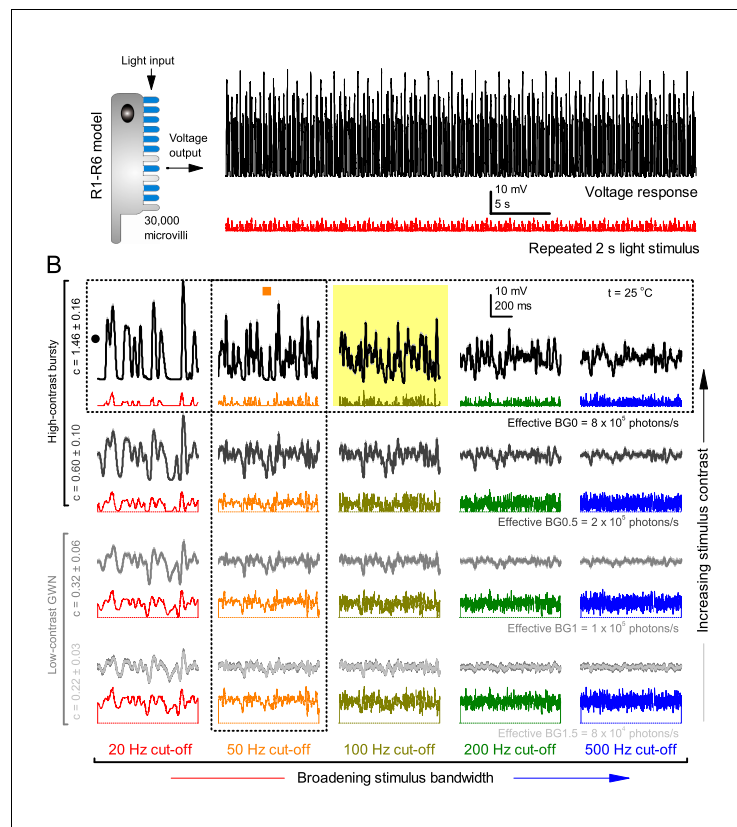 Light input
R1-R6 model
Voltage
output
30,000
microvilli
10 mV
5 s
Voltage response
Repeated 2 s light stimulus
B
High-contrast bursty
c = 1.46 ± 0.16
10 mV
200 ms
t = 25 °C
Effective BG0 = 8 x 10⁵ photons/s
c = 0.60 ± 0.10
Effective BG0.5 = 2 x 10⁵ photons/s
Low-contrast GWN
c = 0.32 ± 0.06
Effective BG1 = 1 x 10⁵ photons/s
c = 0.22 ± 0.03
Effective BG1.5 = 8 x 10⁴ photons/s
Increasing stimulus contrast
20 Hz cut-off 50 Hz cut-off 100 Hz cut-off 200 Hz cut-off 500 Hz cut-off
Broadening stimulus bandwidth